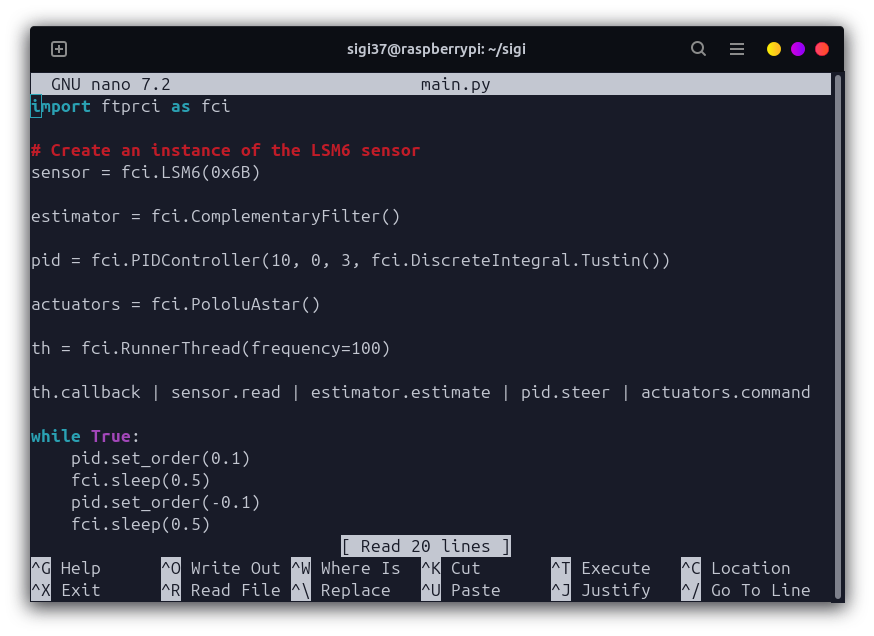 sigi37@raspberrypi: ~/sigi
GNU nano 7.2 main.py
import ftprci as fci
# Create an instance of the LSM6 sensor
sensor = fci.LSM6(0x6B)
estimator = fci.ComplementaryFilter()
pid = fci.PIDController(10, 0, 3, fci.DiscreteIntegral.Tustin())
actuators = fci.PololuAstar()
th = fci.RunnerThread(frequency=100)
th.callback | sensor.read | estimator.estimate | pid.steer | actuators.command
while True:
    pid.set_order(0.1)
    fci.sleep(0.5)
    pid.set_order(-0.1)
    fci.sleep(0.5)
[ Read 20 lines ]
^G Help ^O Write Out ^W Where Is ^K Cut ^T Execute ^C Location
^X Exit ^R Read File ^\ Replace ^U Paste ^J Justify ^/ Go To Line